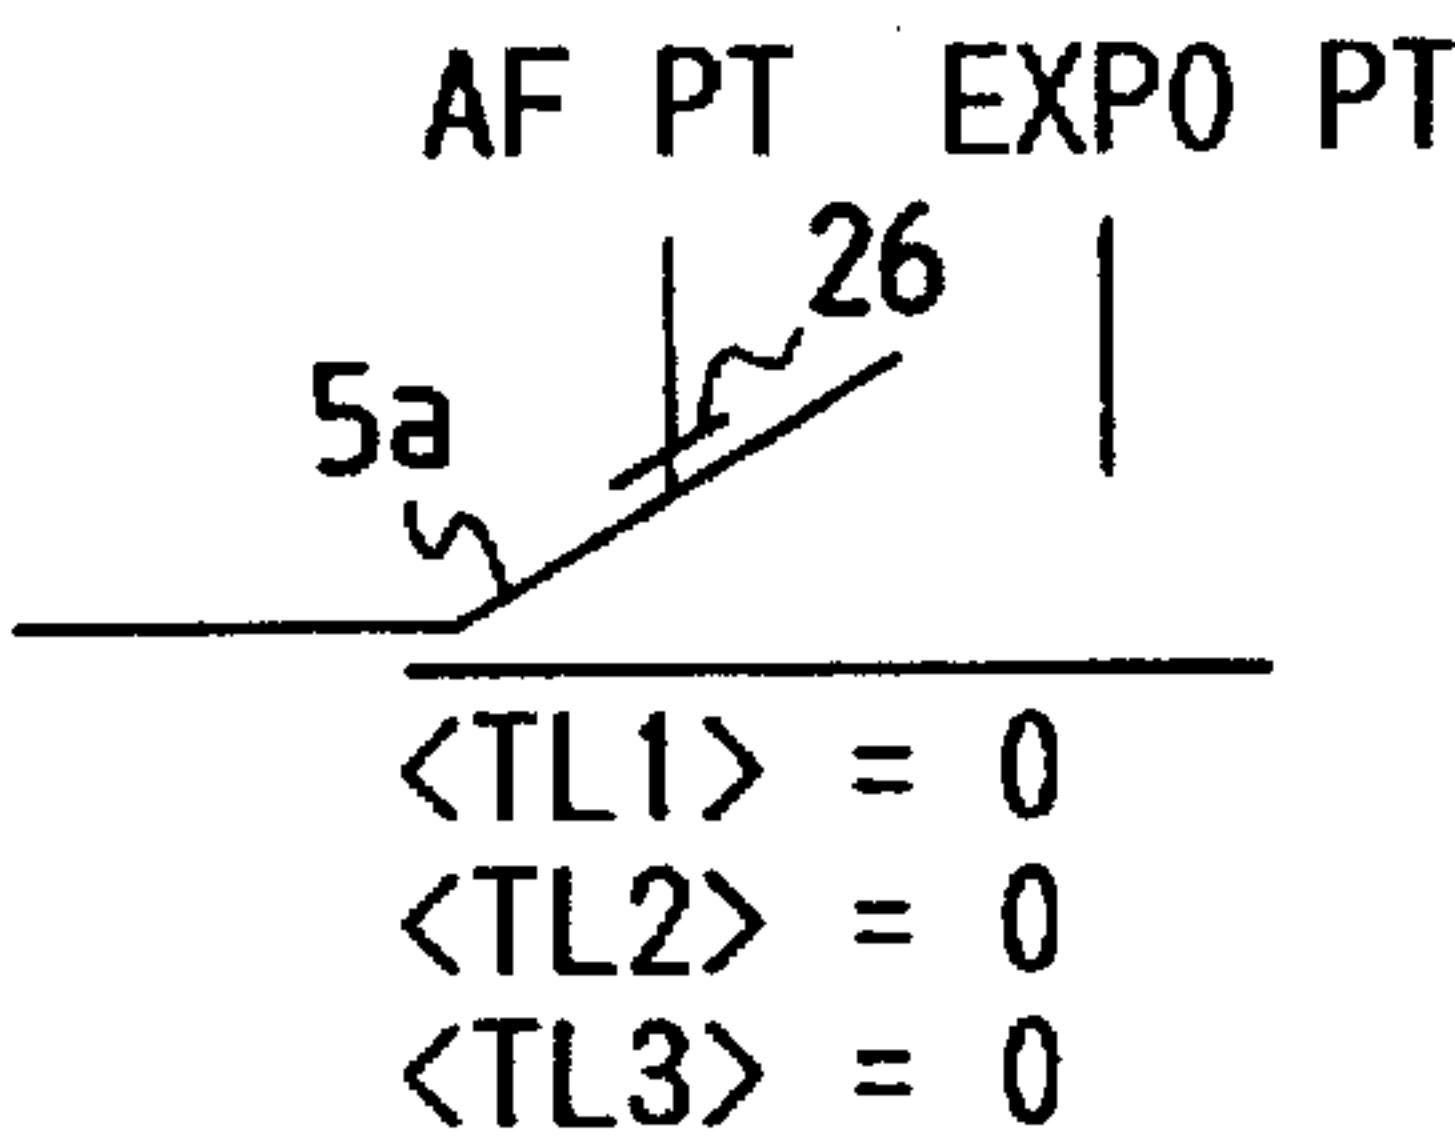 AF PT EXPO PT
26
5a
<TL1> = 0
<TL2> = 0
<TL3> = 0